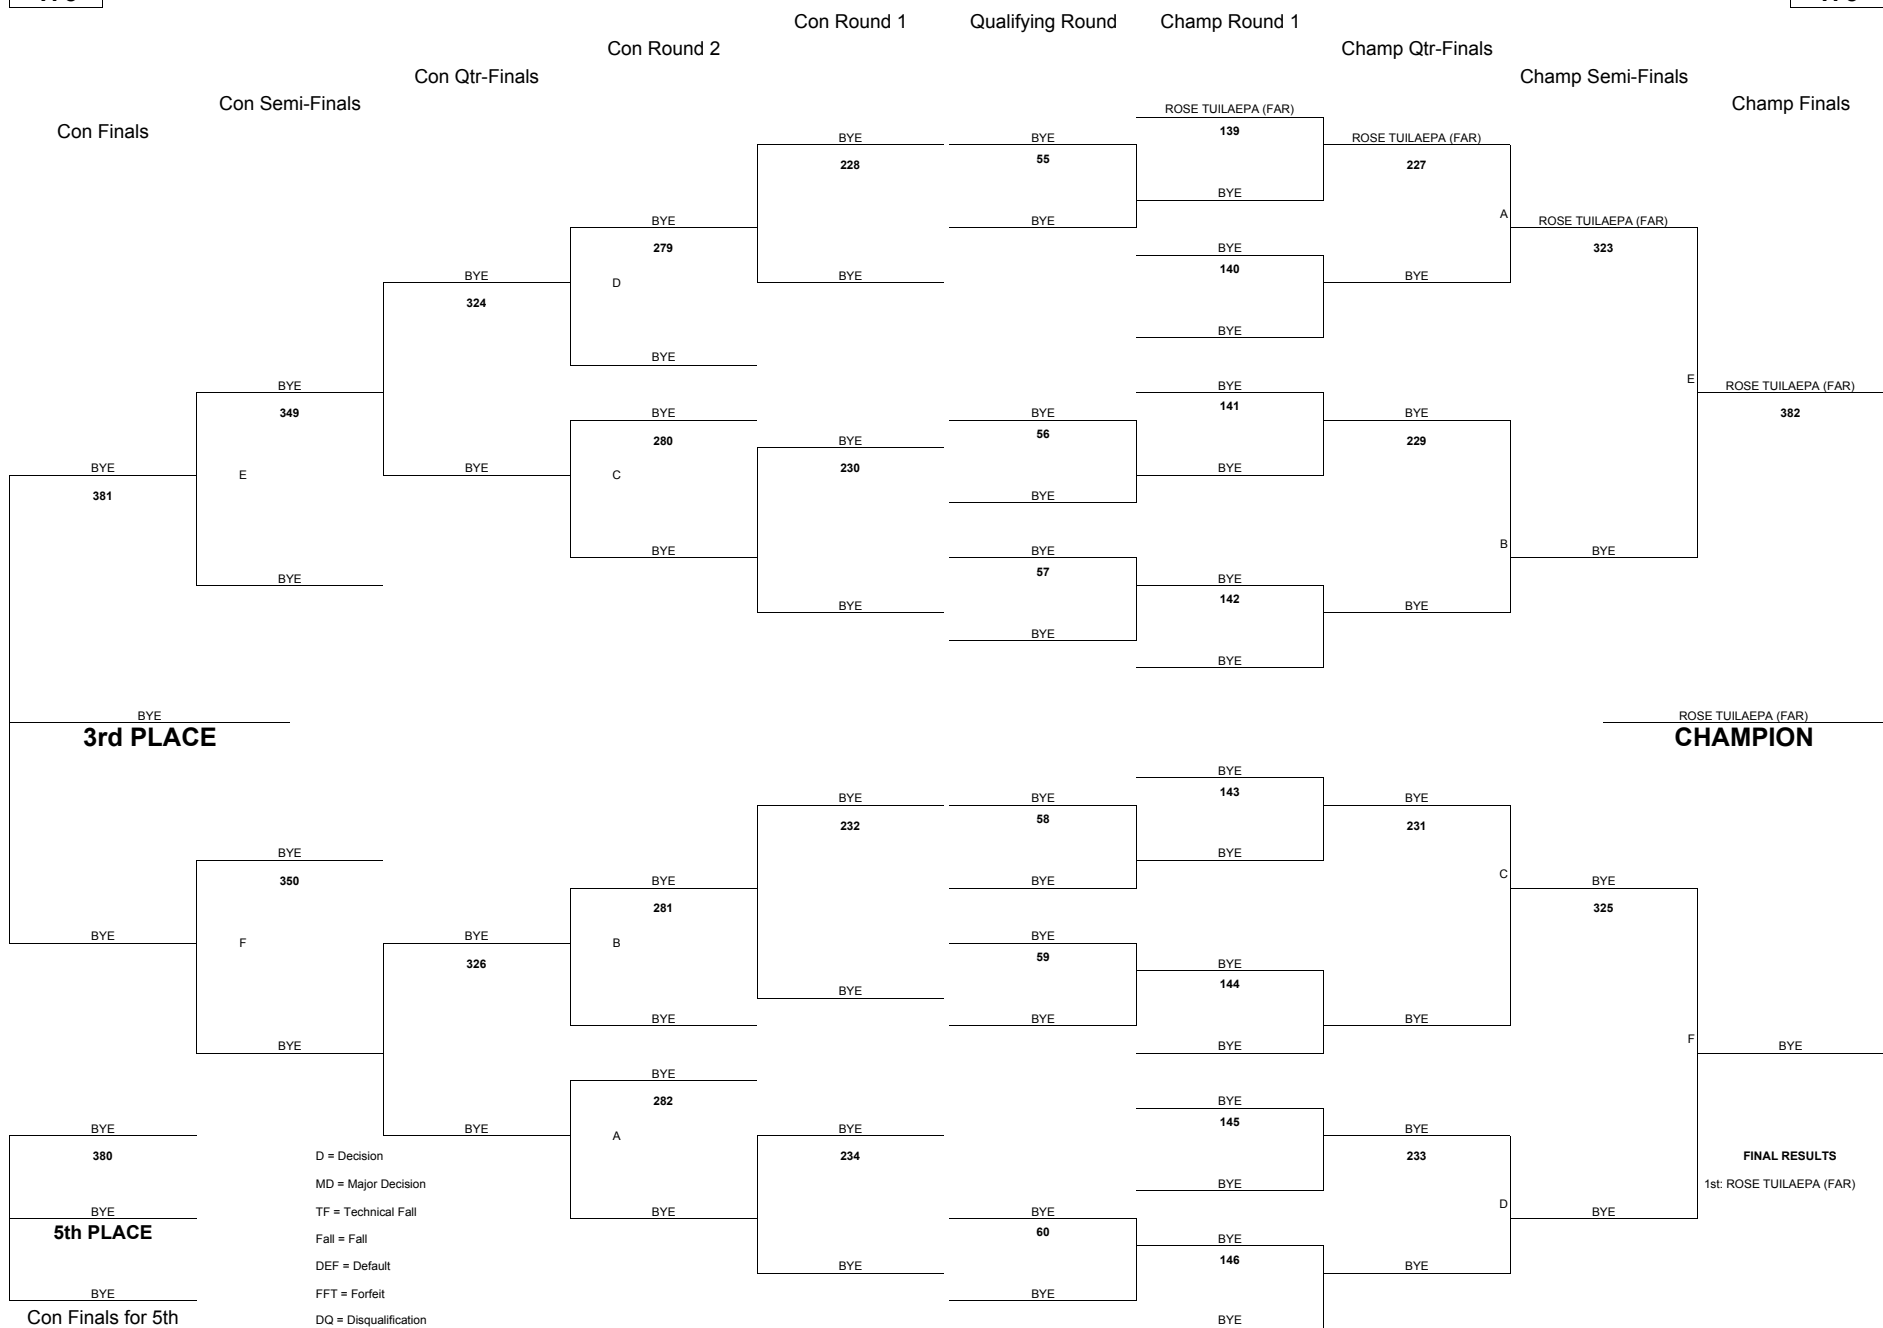 Con Round 1 Qualifying Round Champ Round 1
Con Round 2 Champ Qtr-Finals
Con Qtr-Finals Champ Semi-Finals
Con Semi-Finals Champ Finals
Con Finals
ROSE TUILAEPA (FAR)
139
BYE BYE ROSE TUILAEPA (FAR)
228 55 227
BYE
A
BYE BYE ROSE TUILAEPA (FAR)
279 323
BYE
140
BYE D BYE BYE
324
BYE
BYE
E
BYE BYE ROSE TUILAEPA (FAR)
349 141 382
BYE BYE BYE
280 56 229
BYE
230
BYE E BYE C BYE
381
BYE
B
BYE BYE BYE
57
BYE BYE
142
BYE BYE
BYE
BYE
BYE ROSE TUILAEPA (FAR)
3rd PLACE CHAMPION
BYE
143
BYE BYE BYE
232 58 231
BYE BYE
350
C
BYE BYE BYE
281 325
BYE F BYE B BYE
326 59
BYE
144
BYE
BYE BYE BYE
F
BYE BYE BYE
BYE
282
BYE
145
BYE BYE A BYE BYE
380 D = Decision 234 233 FINAL RESULTS
MD = Major Decision BYE 1st: ROSE TUILAEPA (FAR)
D
BYE TF = Technical Fall BYE BYE BYE
5th PLACE 60
Fall = Fall BYE
146
DEF = Default BYE BYE
BYE FFT = Forfeit BYE
Con Finals for 5th DQ = Disqualification BYE